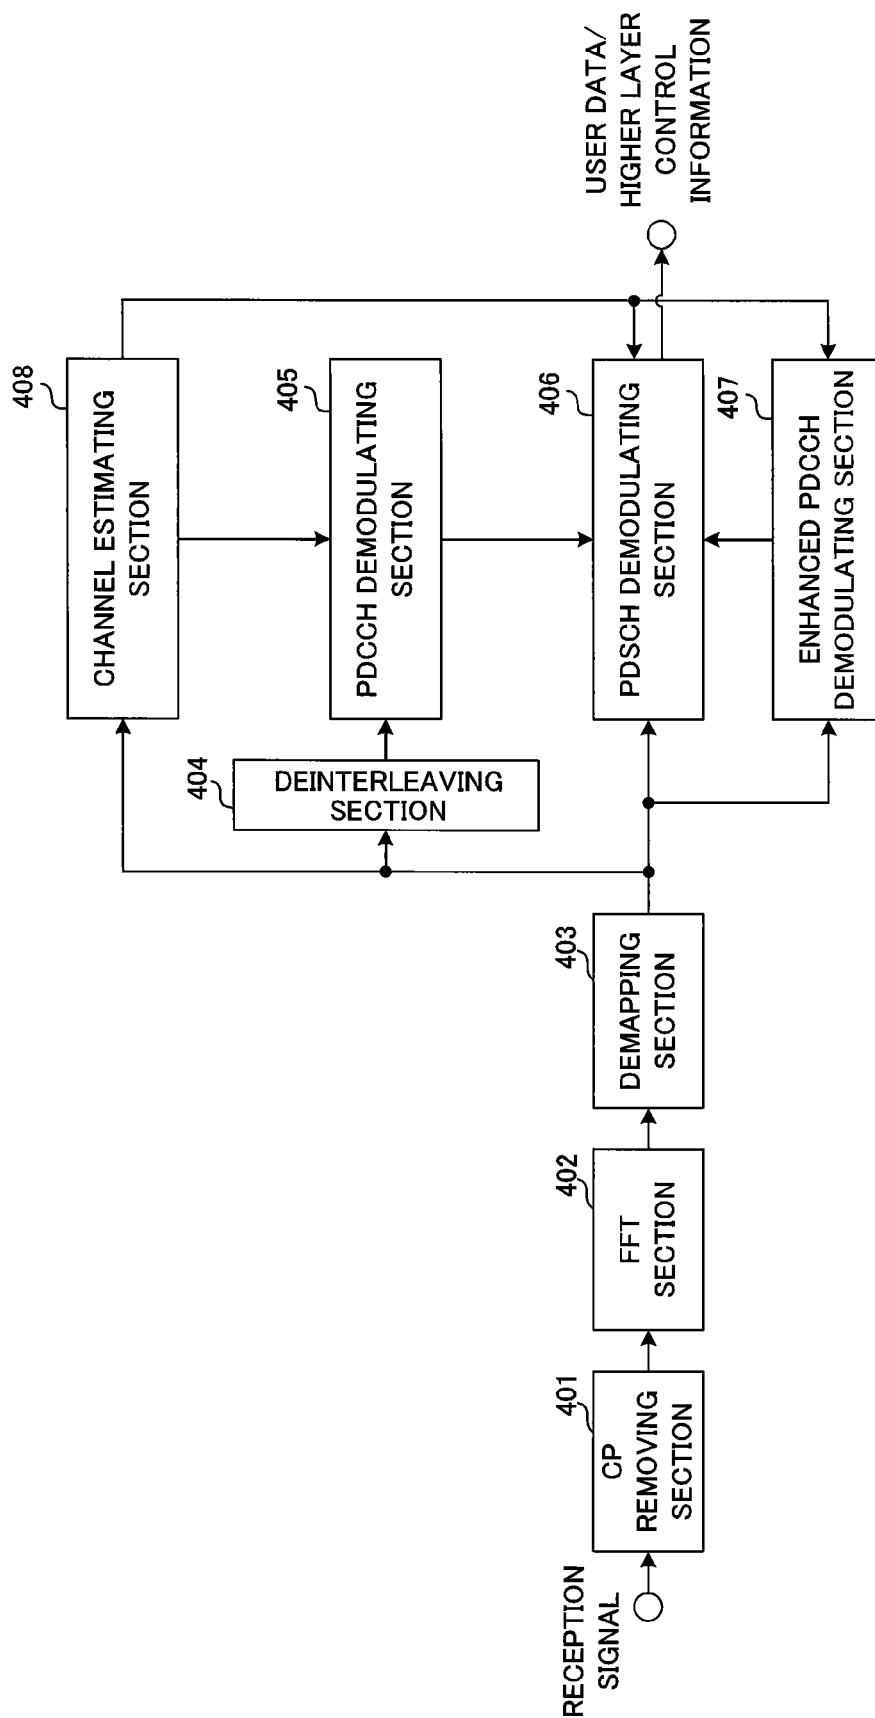 RECEPTION
SIGNAL
401
CP
REMOVING
SECTION
402
FFT
SECTION
403
DEMAPPING
SECTION
404
DEINTERLEAVING
SECTION
408
CHANNEL ESTIMATING
SECTION
405
PDCCH DEMODULATING
SECTION
406
PDSCH DEMODULATING
SECTION
407
ENHANCED PDCCH
DEMODULATING SECTION
USER DATA/
HIGHER LAYER
CONTROL
INFORMATION